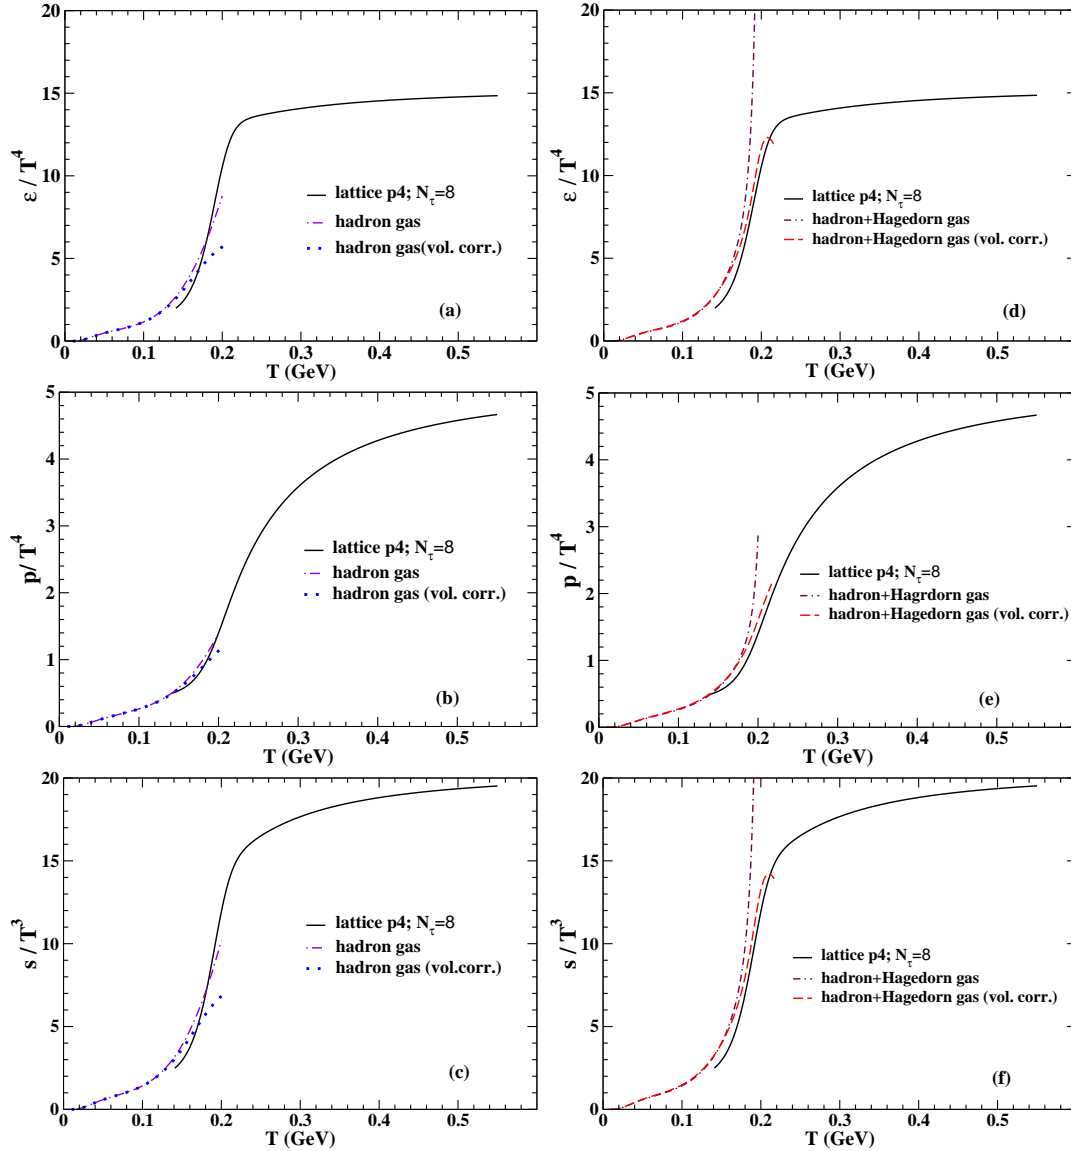 20
15
10
5
0
ε / T⁴
lattice p4; N_τ=8
hadron gas
hadron gas(vol. corr.)
(a)
0 0.1 0.2 0.3 0.4 0.5
T (GeV)
20
15
10
5
0
ε / T⁴
lattice p4; N_τ=8
hadron+Hagedorn gas
hadron+Hagedorn gas (vol. corr.)
(d)
0 0.1 0.2 0.3 0.4 0.5
T (GeV)
5
4
3
2
1
0
p/ T⁴
lattice p4; N_τ=8
hadron gas
hadron gas (vol. corr.)
(b)
0 0.1 0.2 0.3 0.4 0.5
T (GeV)
5
4
3
2
1
0
p / T⁴
lattice p4; N_τ=8
hadron+Hagrdorn gas
hadron+Hagedorn gas (vol. corr.)
(e)
0 0.1 0.2 0.3 0.4 0.5
T (GeV)
20
15
10
5
0
s / T³
lattice p4; N_τ=8
hadron gas
hadron gas (vol.corr.)
(c)
0 0.1 0.2 0.3 0.4 0.5
T (GeV)
20
15
10
5
0
s / T³
lattice p4; N_τ=8
hadron+Hagedorn gas
hadron+Hagedorn gas (vol. corr.)
(f)
0 0.1 0.2 0.3 0.4 0.5
T (GeV)